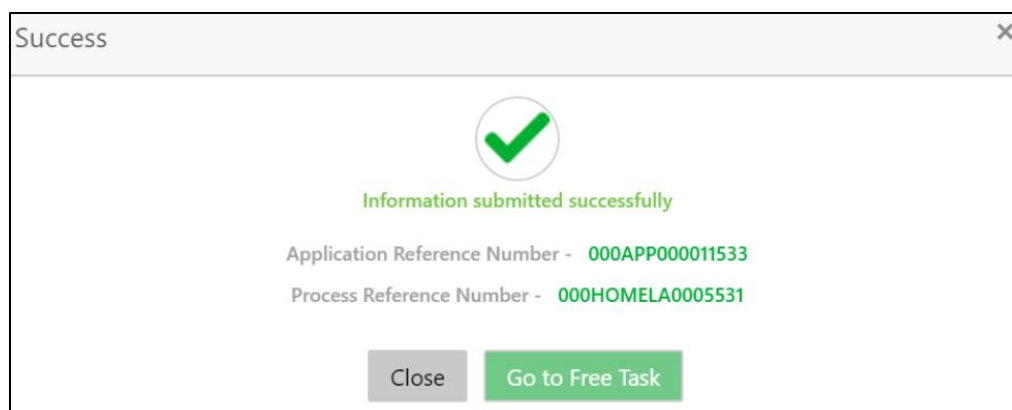 Success
×
Information submitted successfully
Application Reference Number - 000APP000011533
Process Reference Number - 000HOMELA0005531
Close Go to Free Task